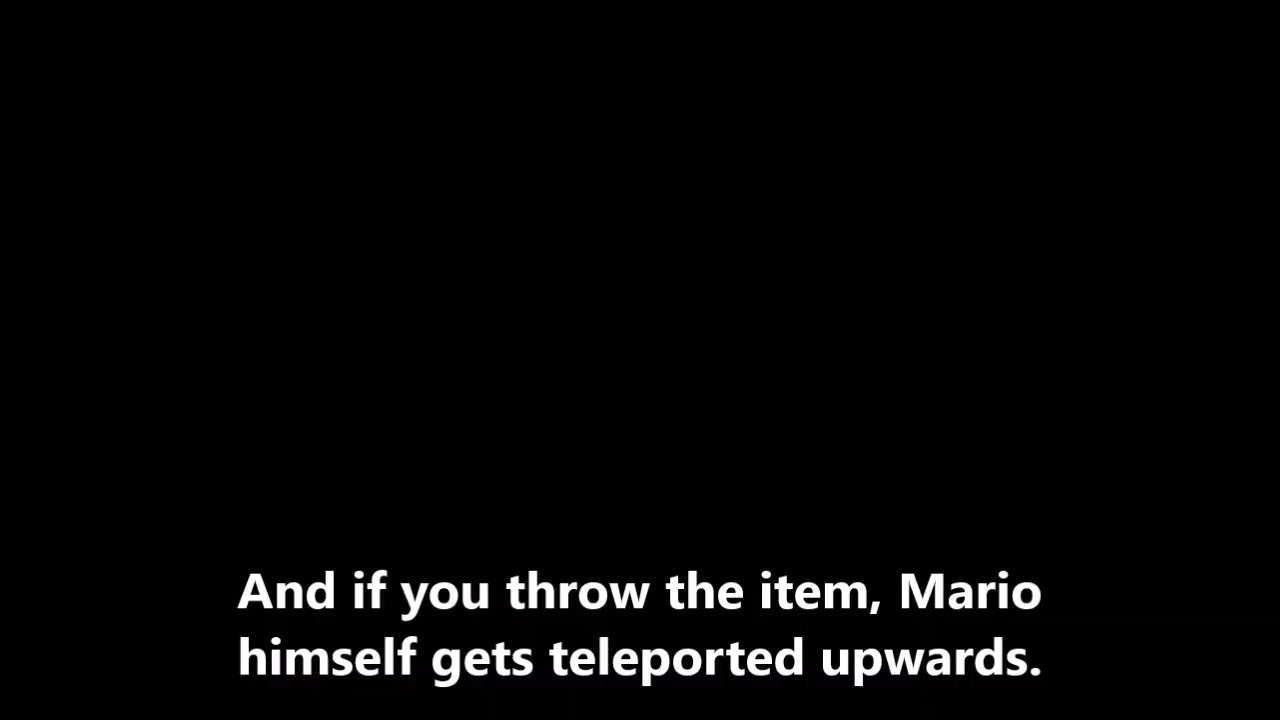 And if you throw the item, Mario
himself gets teleported upwards.